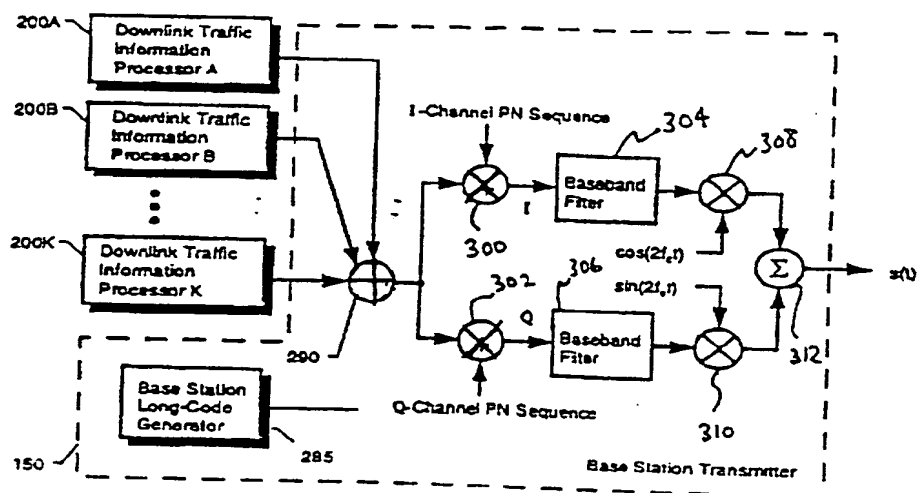 200A
Downlink Traffic
Information
Processor A
200B
Downlink Traffic
Information
Processor B
200K
Downlink Traffic
Information
Processor K
290
I-Channel PN Sequence
300
I
304
Baseband
Filter
308
cos(2f_c t)
Σ
s(t)
312
302
Q
306
Baseband
Filter
sin(2f_c t)
310
Q-Channel PN Sequence
Base Station
Long-Code
Generator
285
150
Base Station Transmitter